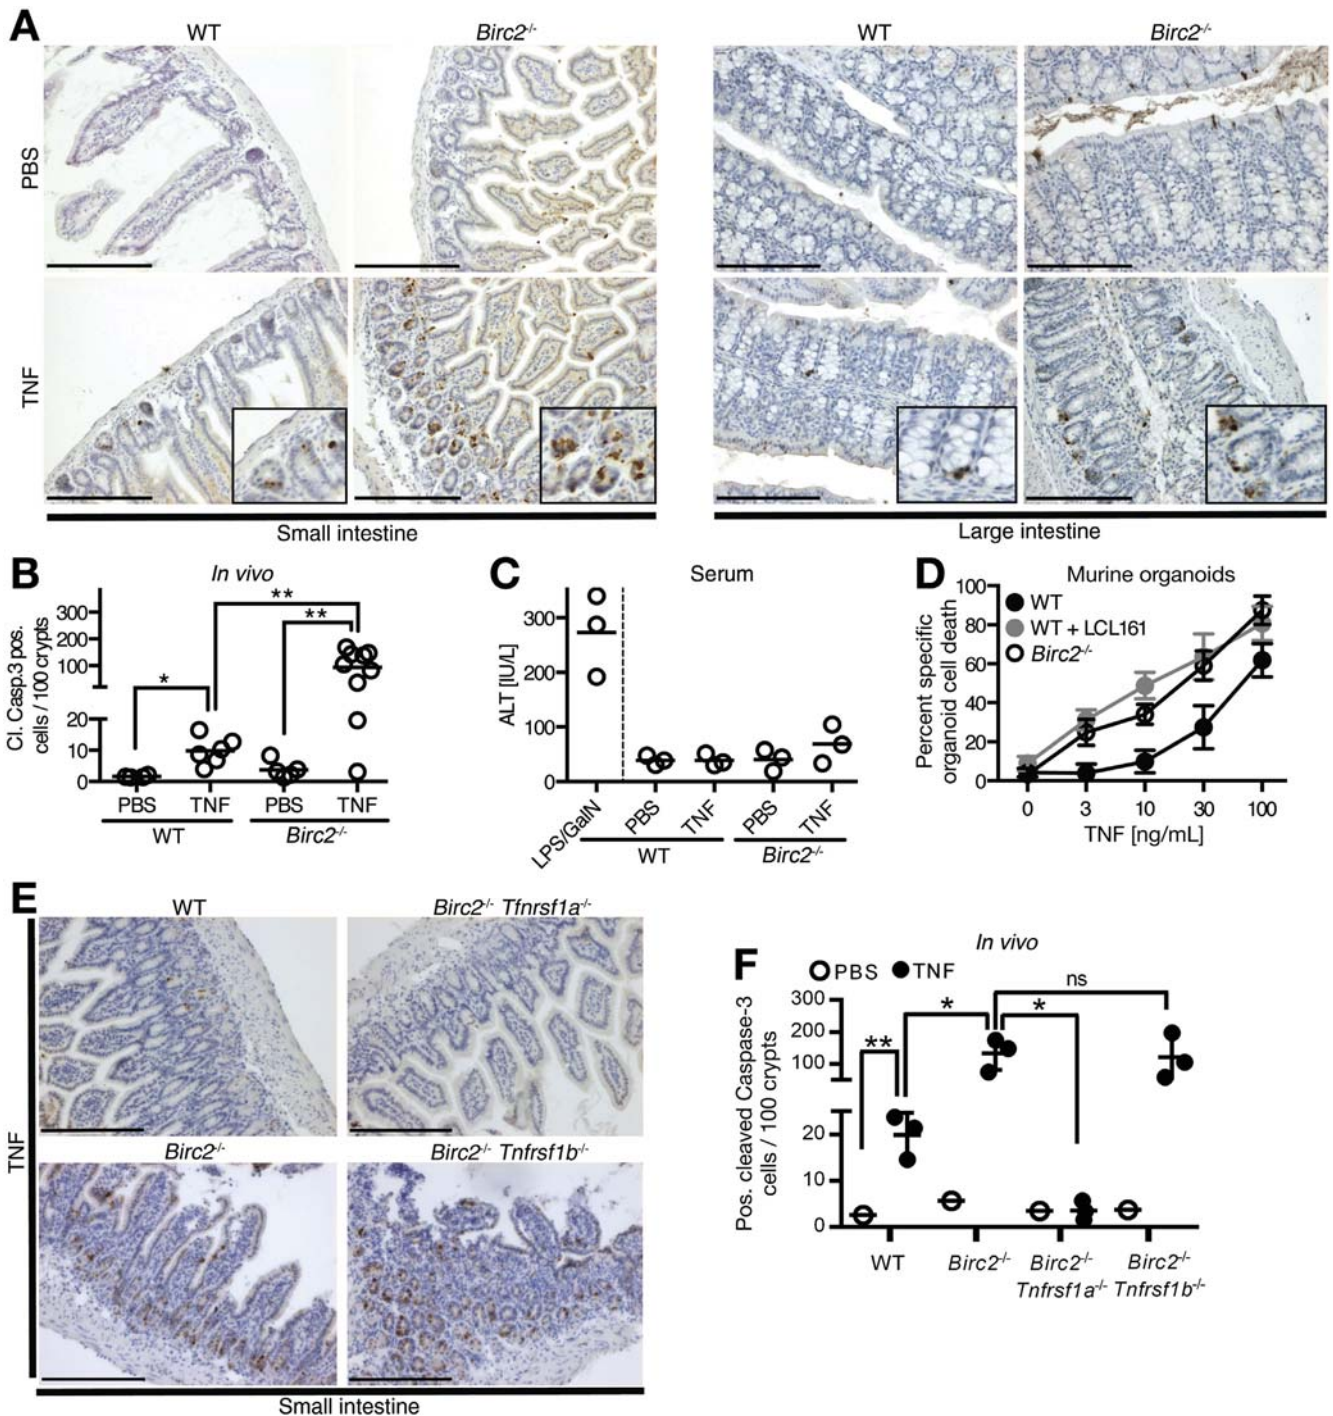 A
WT
Birc2-/-
WT
Birc2-/-
PBS
TNF
Small intestine
Large intestine
B
In vivo
Cl. Casp.3 pos.
cells / 100 crypts
300
200
100
20
10
0
*
**
**
PBS
TNF
PBS
TNF
WT
Birc2-/-
C
Serum
ALT [IU/L]
300
200
100
0
LPS/GalN
PBS
TNF
PBS
TNF
WT
Birc2-/-
D
Murine organoids
Percent specific
organoid cell death
100
80
60
40
20
0
WT
WT + LCL161
Birc2-/-
0
3
10
30
100
TNF [ng/mL]
E
WT
Birc2-/- Tfnrsf1a-/-
TNF
Birc2-/-
Birc2-/- Tnfrsf1b-/-
Small intestine
F
In vivo
PBS
TNF
Pos. cleaved Caspase-3
cells / 100 crypts
300
200
100
20
10
0
**
*
*
ns
WT
Birc2-/-
Birc2-/-
Tnfrsf1a-/-
Birc2-/-
Tnfrsf1b-/-